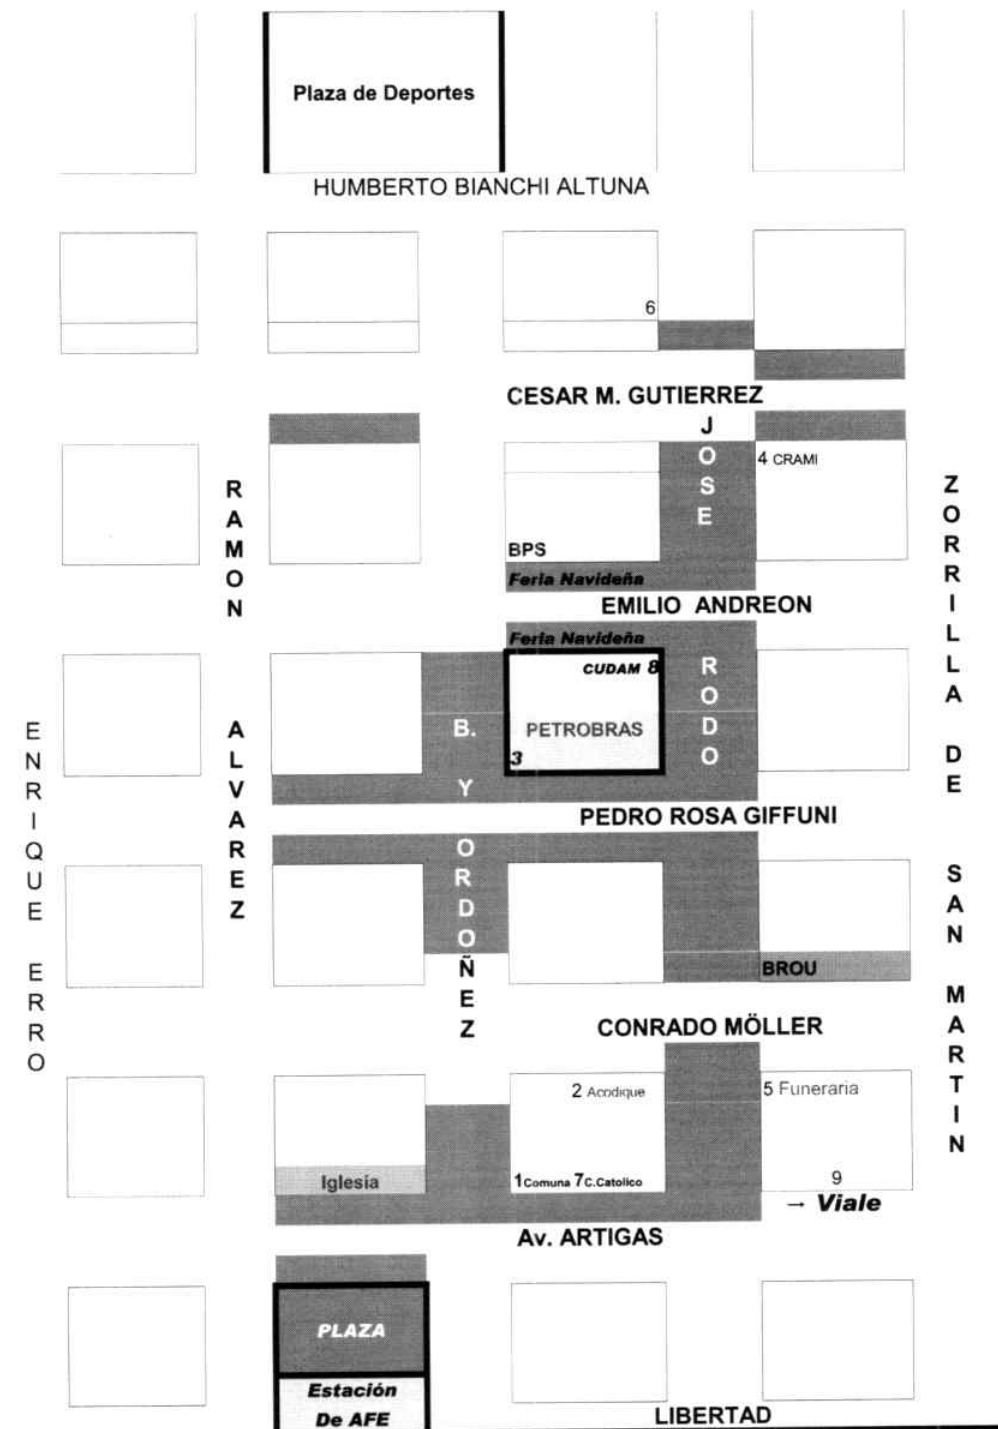 Plaza de Deportes
HUMBERTO BIANCHI ALTUNA
6
CESAR M. GUTIERREZ
JOSE
4 CRAMI
BPS
Feria Navideña
EMILIO ANDREON
Feria Navideña
RODO
CUDAM 8
PETROBRAS
3
RAMON ALVAREZ
ENRIQUE ERRO
ZORRILLA DE SAN MARTIN
B. Y ORDOÑEZ
PEDRO ROSA GIFFUNI
BROU
CONRADO MÖLLER
2 Acodique
5 Funeraria
Iglesia
1 Comuna 7 C.Catolico
9
→ Viale
Av. ARTIGAS
PLAZA
Estación
De AFE
LIBERTAD